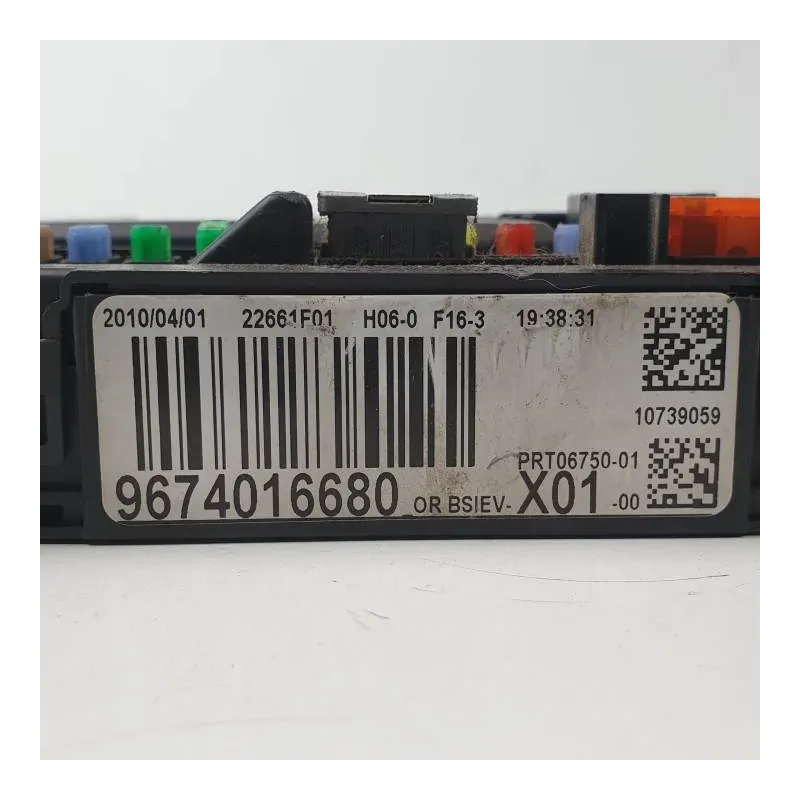 2010/04/01 22661F01 H06-0 F16-3 19:38:31
10739059
PRT06750-01
9674016680 OR BSIEV- X01 -00